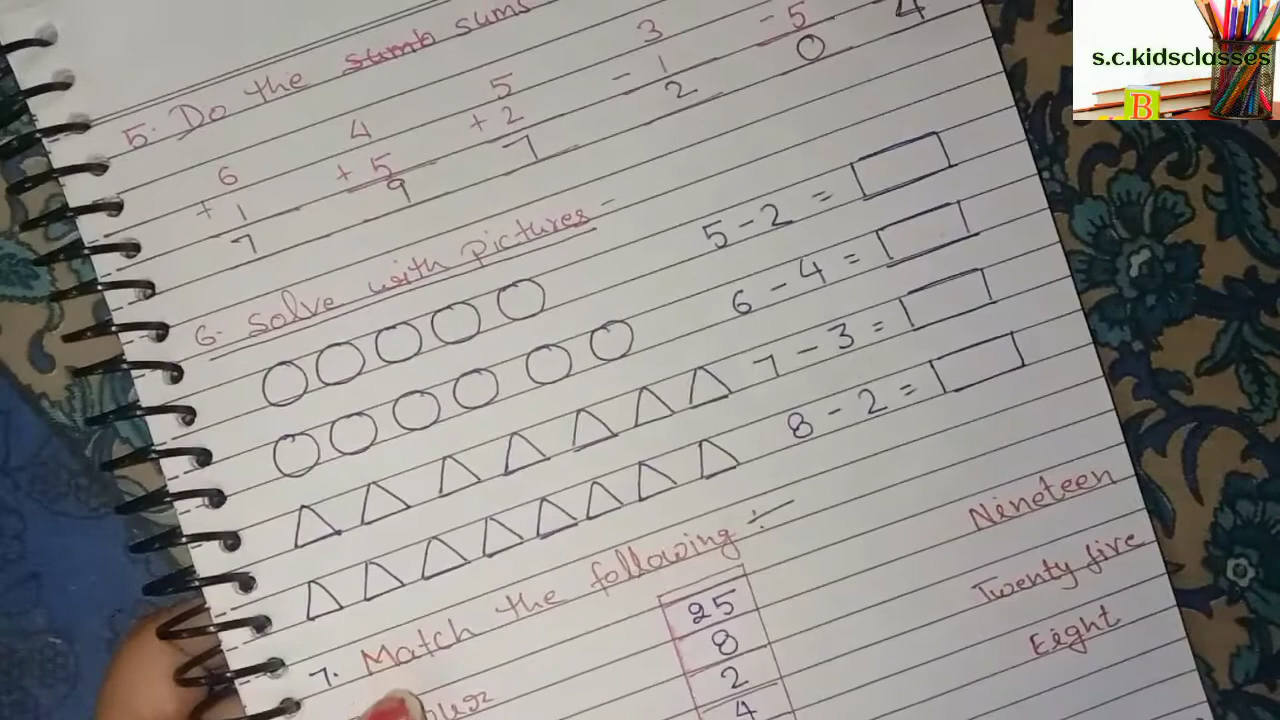 s.c.kidsclasses
B
5. Do the sums
6 + 1 7
4 + 5 9
5 + 2 7
3 - 1 2
- 5 0
4
6. solve with pictures -
5 - 2 =
6 - 4 =
7 - 3 =
8 - 2 =
7. Match the following :-
25 Nineteen
8 Twenty five
2 Eight
4